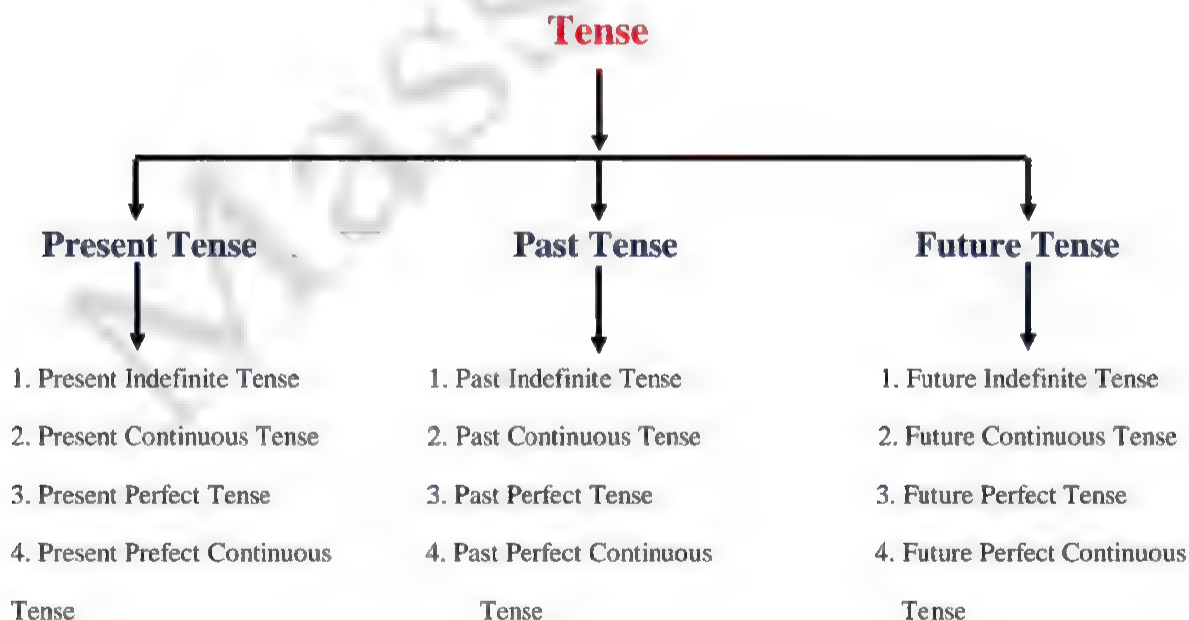 Tense
Present Tense
Past Tense
Future Tense
1. Present Indefinite Tense
2. Present Continuous Tense
3. Present Perfect Tense
4. Present Prefect Continuous
Tense
1. Past Indefinite Tense
2. Past Continuous Tense
3. Past Perfect Tense
4. Past Perfect Continuous
Tense
1. Future Indefinite Tense
2. Future Continuous Tense
3. Future Perfect Tense
4. Future Perfect Continuous
Tense